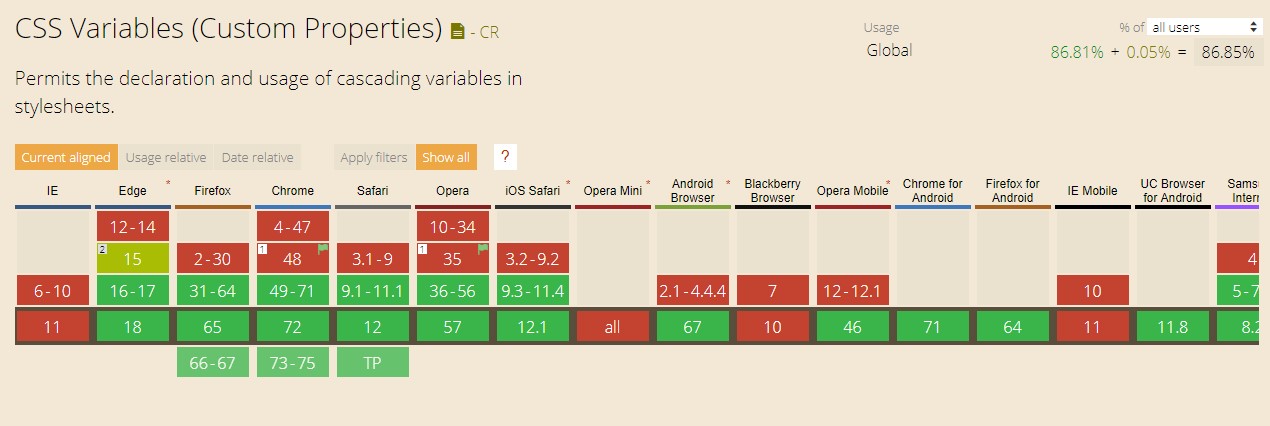 CSS Variables (Custom Properties) - CR
Usage % of all users
Global 86.81% + 0.05% = 86.85%
Permits the declaration and usage of cascading variables in
stylesheets.
Current aligned Usage relative Date relative Apply filters Show all ?
IE Edge * Firefox Chrome Safari Opera iOS Safari * Opera Mini * Android Browser * Blackberry Browser Opera Mobile * Chrome for Android Firefox for Android IE Mobile UC Browser for Android Sams Intern
12-14 4-47 10-34
2 15 2-30 1 48 3.1-9 1 35 3.2-9.2 4
6-10 16-17 31-64 49-71 9.1-11.1 36-56 9.3-11.4 2.1-4.4.4 7 12-12.1 10 5-7
11 18 65 72 12 57 12.1 all 67 10 46 71 64 11 11.8 8.2
66-67 73-75 TP